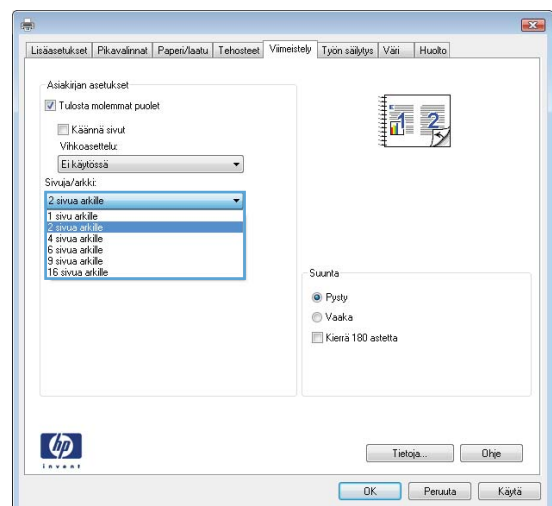 Lisäasetukset Pikavalinnat Paperi/laatu Tehosteet Viimeistely Työn säilytys Väri Huolto
Asiakirjan asetukset
Tulosta molemmat puolet
Käännä sivut
Vihkoasettelu:
Ei käytössä
Sivuja/arkki:
2 sivua arkille
1 sivu arkille
2 sivua arkille
4 sivua arkille
6 sivua arkille
9 sivua arkille
16 sivua arkille
1 2
Suunta
Pysty
Vaaka
Kierrä 180 astetta
hp
invent
Tietoja... Ohje
OK Peruuta Käytä